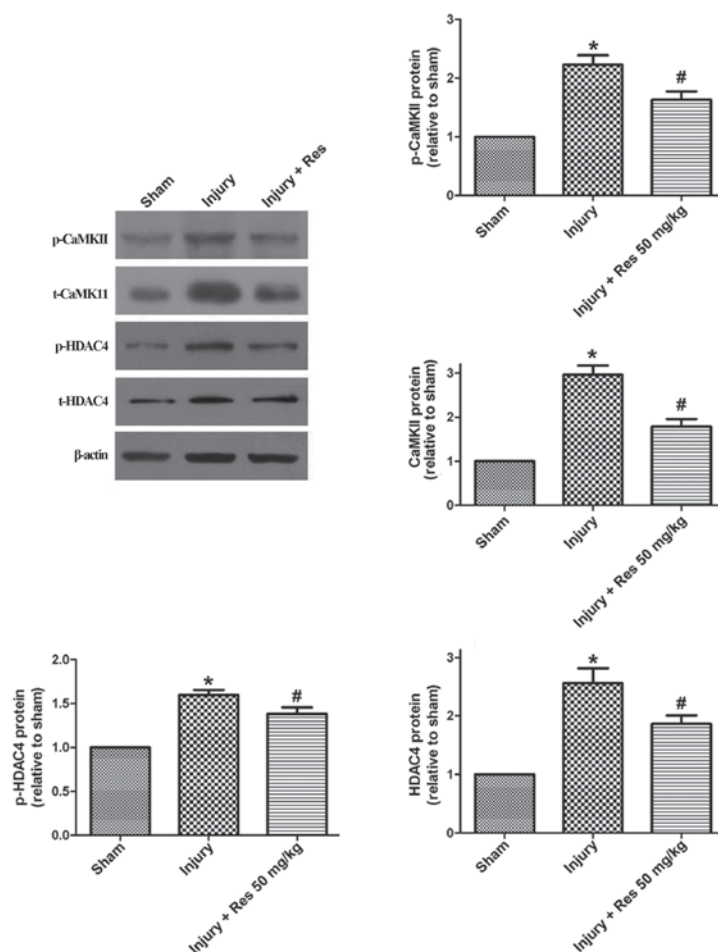 Sham
Injury
Injury + Res
p-CaMKII
t-CaMK11
p-HDAC4
t-HDAC4
β-actin
p-CaMKII protein
(relative to sham)
3
2
1
0
*
#
Sham
Injury
Injury + Res 50 mg/kg
CaMKII protein
(relative to sham)
3
2
1
0
*
#
Sham
Injury
Injury + Res 50 mg/kg
p-HDAC4 protein
(relative to sham)
2.0
1.5
1.0
0.5
0.0
*
#
Sham
Injury
Injury + Res 50 mg/kg
HDAC4 protein
(relative to sham)
3
2
1
0
*
#
Sham
Injury
Injury + Res 50 mg/kg